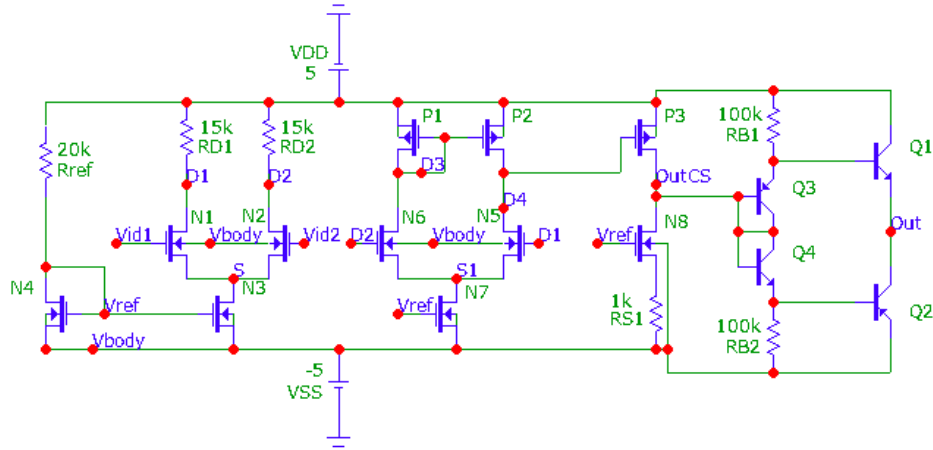 VDD
5
P1
P2
P3
100k
RB1
Q1
15k
RD1
15k
RD2
20k
Rref
D1
D2
D3
D4
OutCS
Q3
N1
N2
N6
N5
N8
Vid1
Vbody
Vid2
D2
Vbody
D1
Vref
Q4
Out
S
S1
N4
N3
N7
Vref
Vref
1k
RS1
100k
RB2
Q2
Vbody
-5
VSS